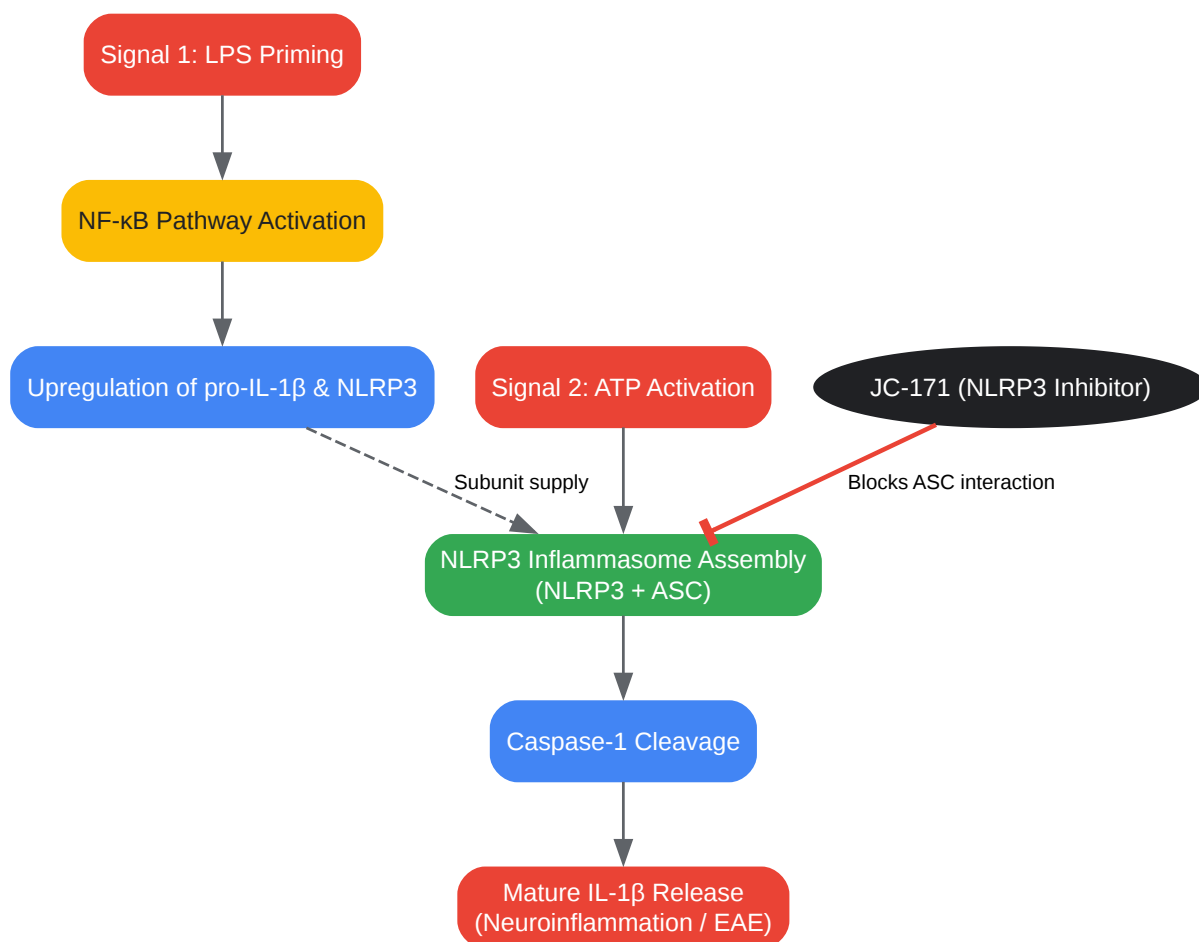 Signal 1: LPS Priming
NF-κB Pathway Activation
Upregulation of pro-IL-1β & NLRP3
Signal 2: ATP Activation
JC-171 (NLRP3 Inhibitor)
Subunit supply
Blocks ASC interaction
NLRP3 Inflammasome Assembly
(NLRP3 + ASC)
Caspase-1 Cleavage
Mature IL-1β Release
(Neuroinflammation / EAE)